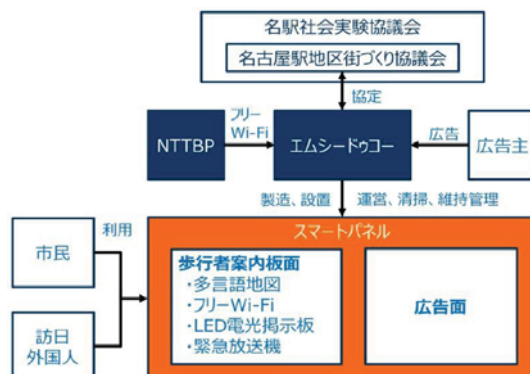 名駅社会実験協議会
名古屋駅地区街づくり協議会
協定
フリー
Wi-Fi
広告
NTTBP
エムシードゥコー
広告主
製造、設置
運営、清掃、維持管理
利用
市民
訪日
外国人
スマートパネル
歩行者案内板面
・多言語地図
・フリーWi-Fi
・LED電光掲示板
・緊急放送機
広告面